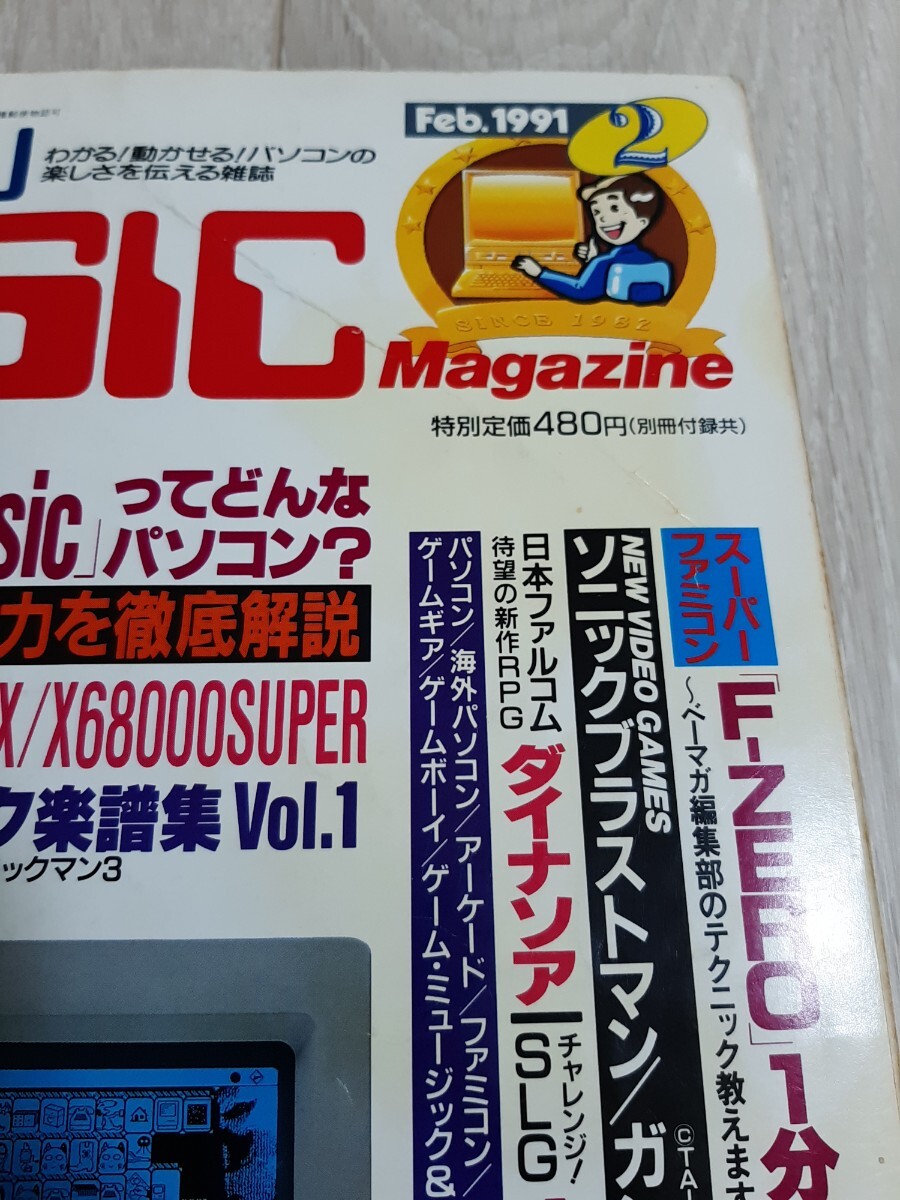 わかる!動かせる!パソコンの
楽しさを伝える雑誌
Feb.1991
2
SIC
SINCE 1982
Magazine
特別定価480円(別冊付録共)
sic」ってどんな
パソコン?
力を徹底解説
X/X68000SUPER
ク楽譜集Vol.1
ックマン3
スーパー
ファミコン
「F-ZERO」1分
〜ベーマガ編集部のテクニック教えます
NEW VIDEO GAMES
ソニックブラストマン/ガ
©TAI
日本ファルコム
待望の新作RPG
ダイナソア
チャレンジ!
SLG
パソコン/海外パソコン/アーケード/ファミコン/
ゲームギア/ゲームボーイ/ゲーム・ミュージック&